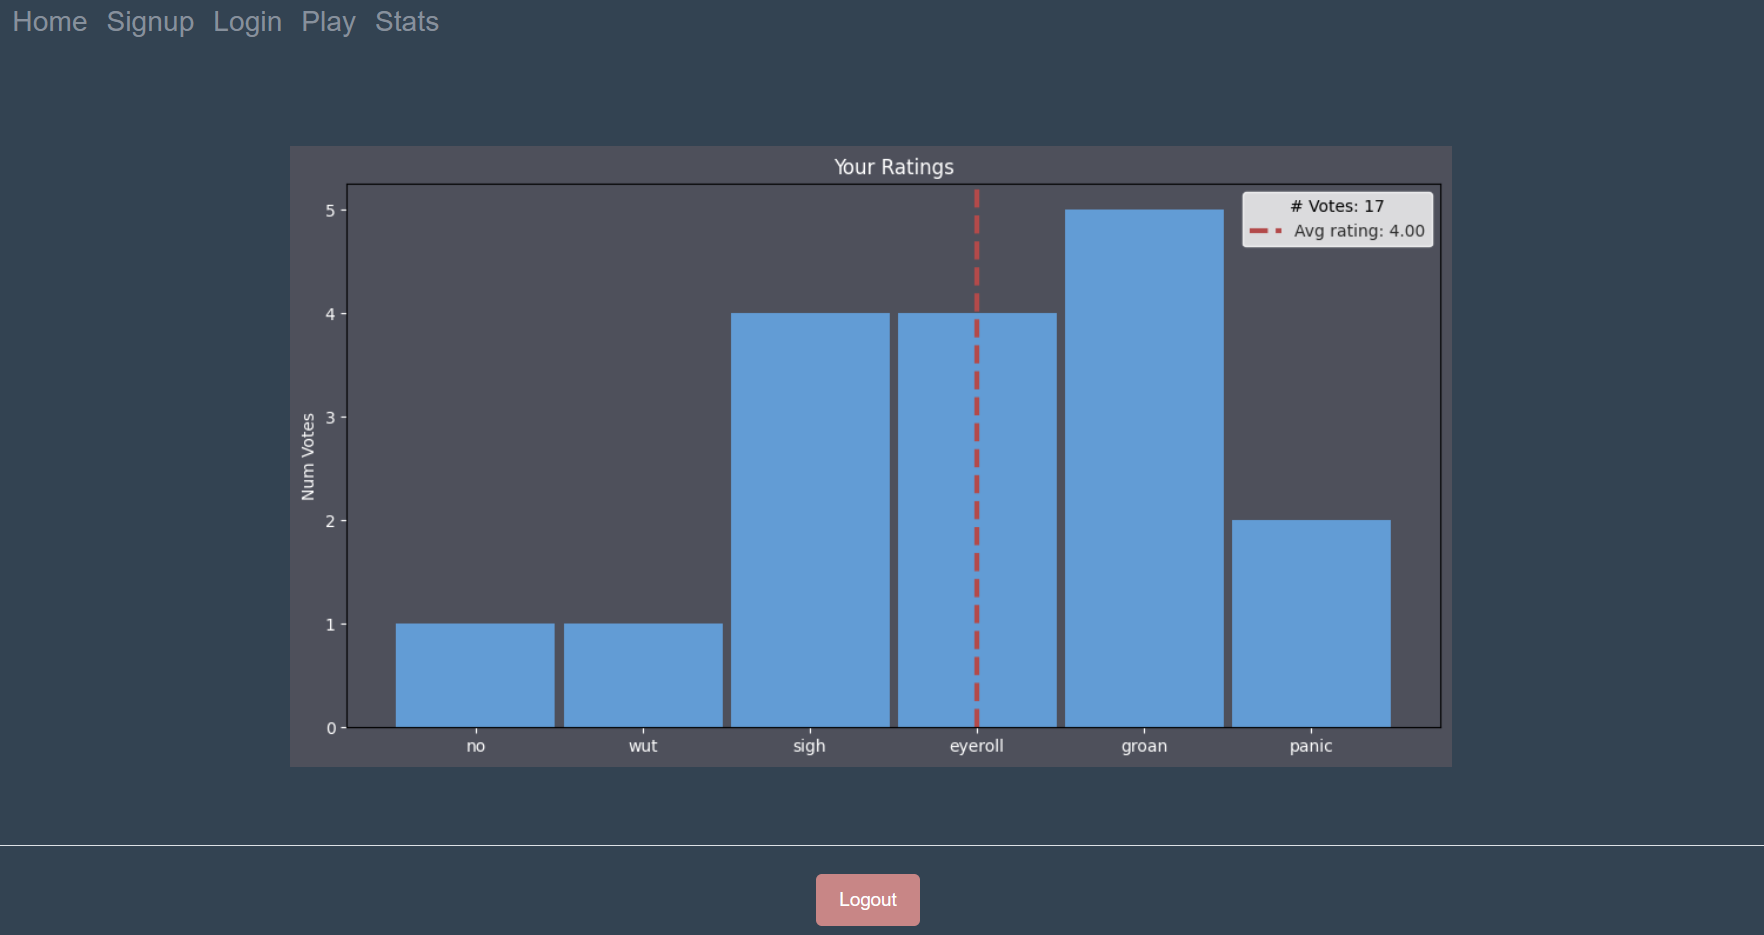 Home Signup Login Play Stats
Your Ratings
# Votes: 17
Avg rating: 4.00
Num Votes
5
4
3
2
1
0
no wut sigh eyeroll groan panic
Logout